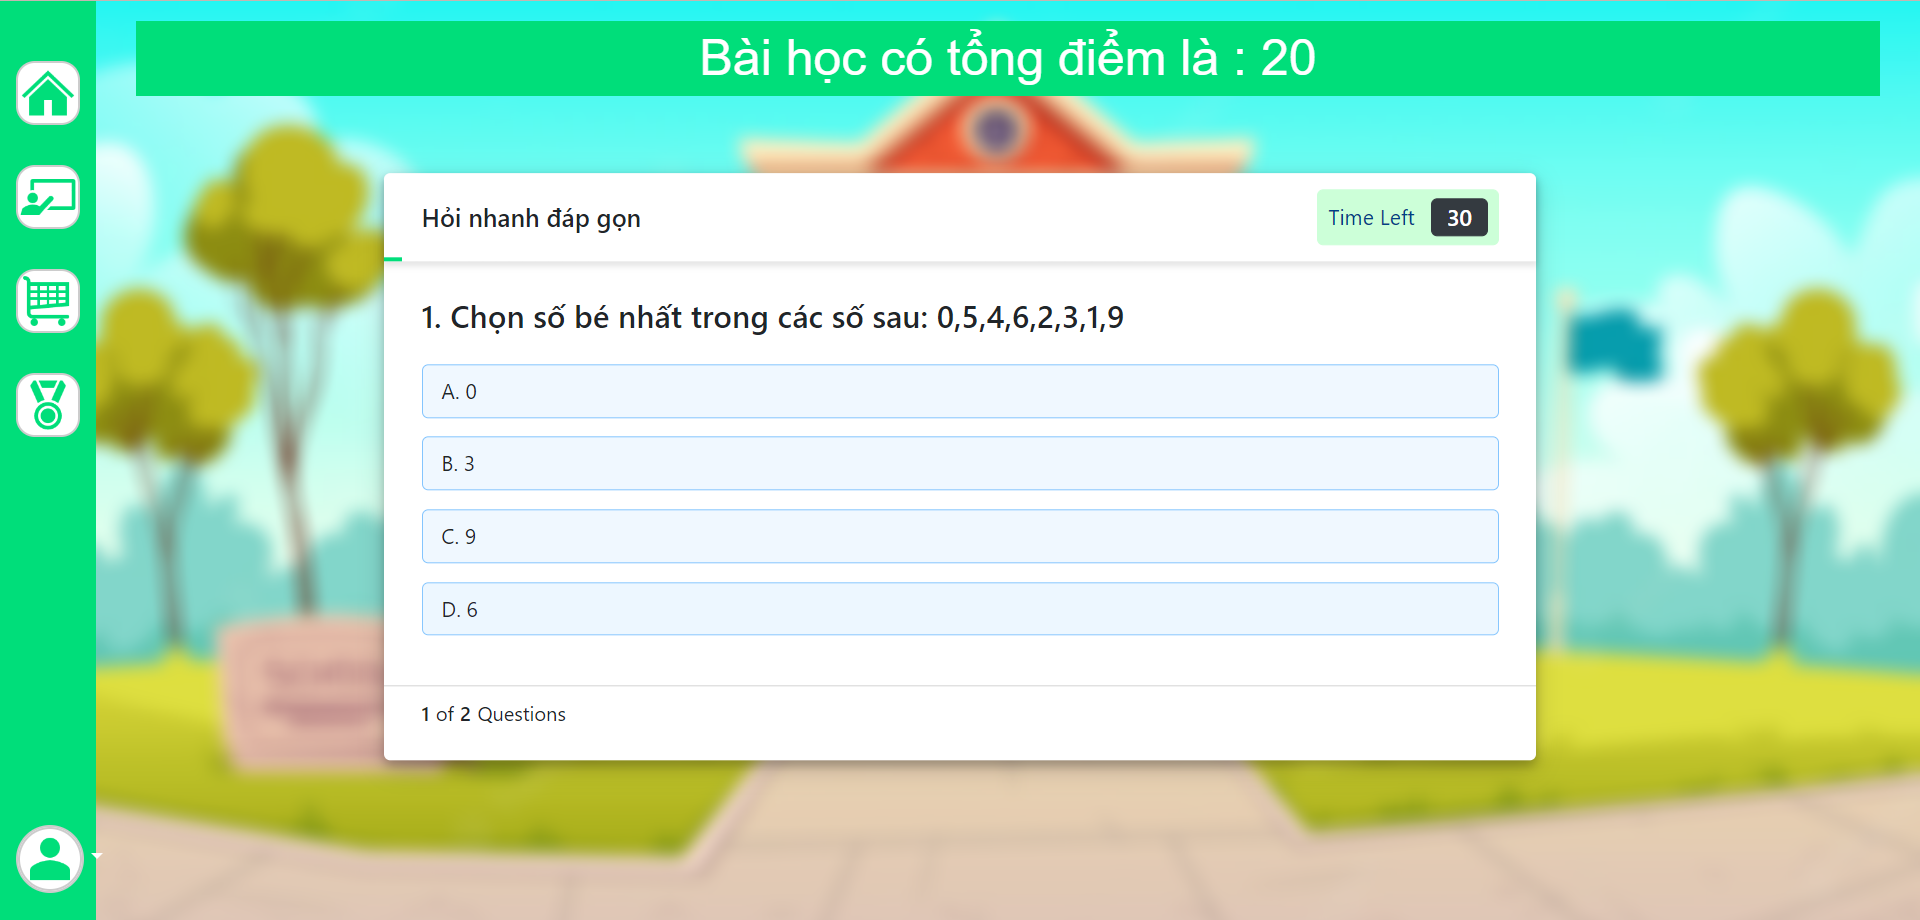 Bài học có tổng điểm là : 20
Hỏi nhanh đáp gọn
Time Left 30
1. Chọn số bé nhất trong các số sau: 0,5,4,6,2,3,1,9
A. 0
B. 3
C. 9
D. 6
1 of 2 Questions